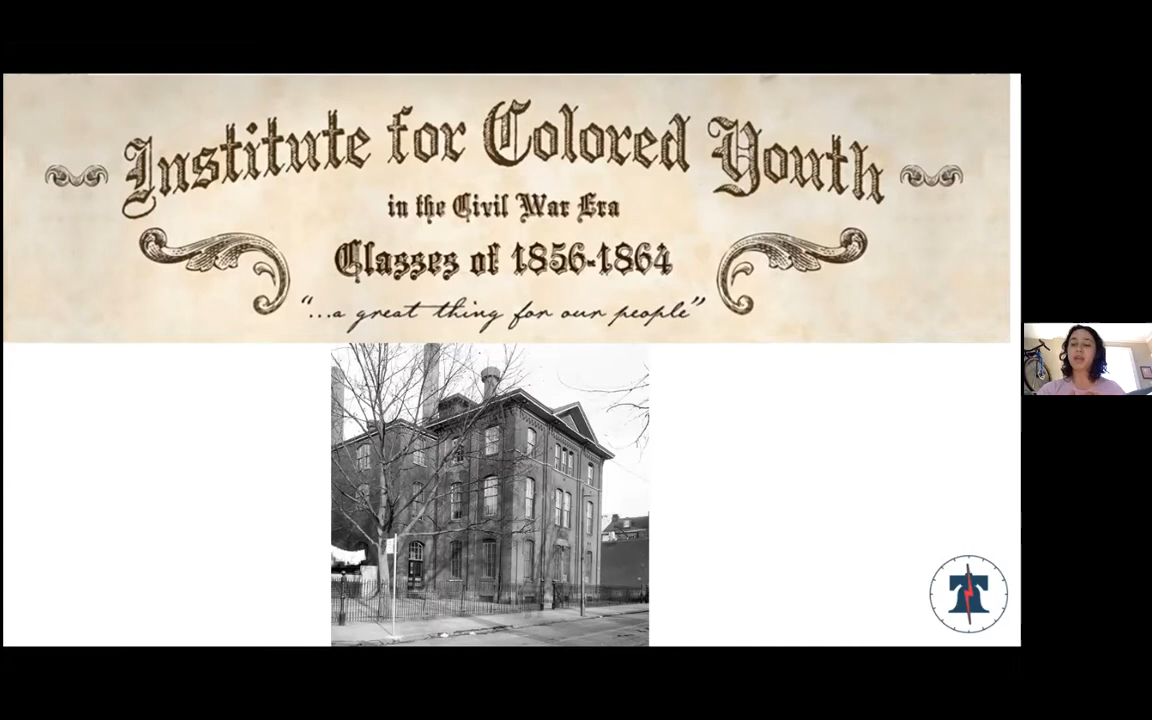 Institute for Colored Youth
in the Civil War Era
Classes of 1856-1864
"...a great thing for our people"